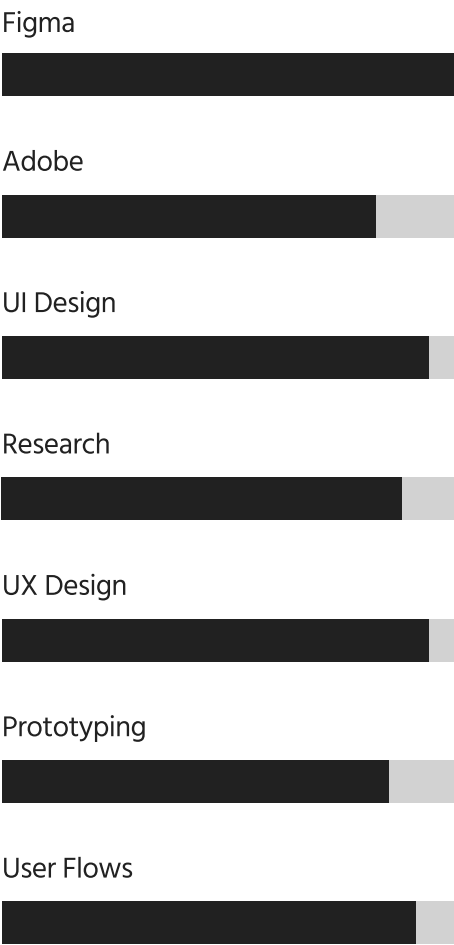 Figma
Adobe
UI Design
Research
UX Design
Prototyping
User Flows